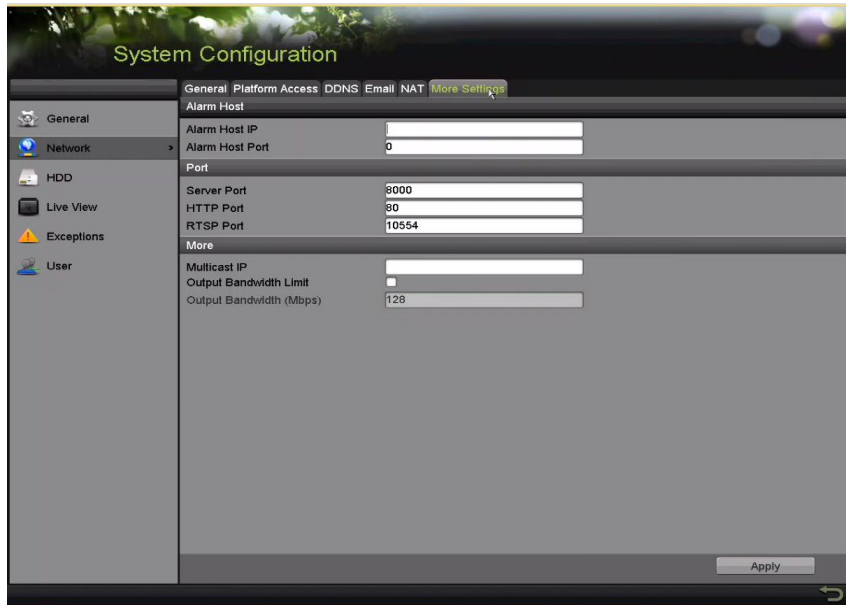 System Configuration
General Platform Access DDNS Email NAT More Settings
General
Network
HDD
Live View
Exceptions
User
Alarm Host
Alarm Host IP
Alarm Host Port 0
Port
Server Port 8000
HTTP Port 80
RTSP Port 10554
More
Multicast IP
Output Bandwidth Limit
Output Bandwidth (Mbps) 128
Apply